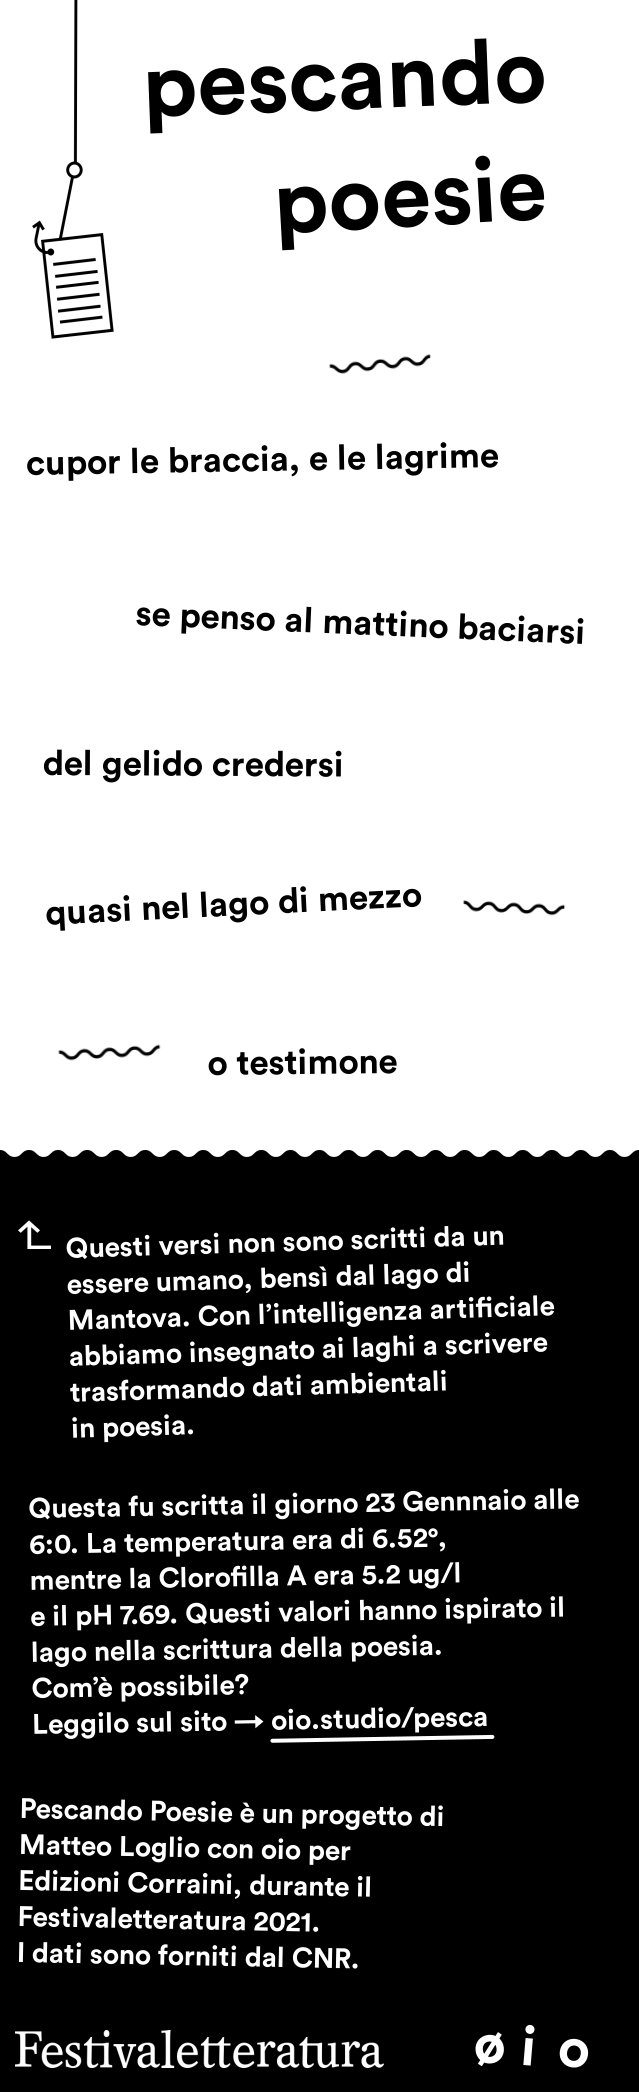 pescando
poesie
cupor le braccia, e le lagrime
se penso al mattino baciarsi
del gelido credersi
quasi nel lago di mezzo
o testimone
Questi versi non sono scritti da un
essere umano, bensì dal lago di
Mantova. Con l'intelligenza artificiale
abbiamo insegnato ai laghi a scrivere
trasformando dati ambientali
in poesia.
Questa fu scritta il giorno 23 Gennnaio alle
6:0. La temperatura era di 6.52°,
mentre la Clorofilla A era 5.2 ug/l
e il pH 7.69. Questi valori hanno ispirato il
lago nella scrittura della poesia.
Com'è possibile?
Leggilo sul sito → oio.studio/pesca
Pescando Poesie è un progetto di
Matteo Loglio con oio per
Edizioni Corraini, durante il
Festivaletteratura 2021.
I dati sono forniti dal CNR.
Festivaletteratura øio